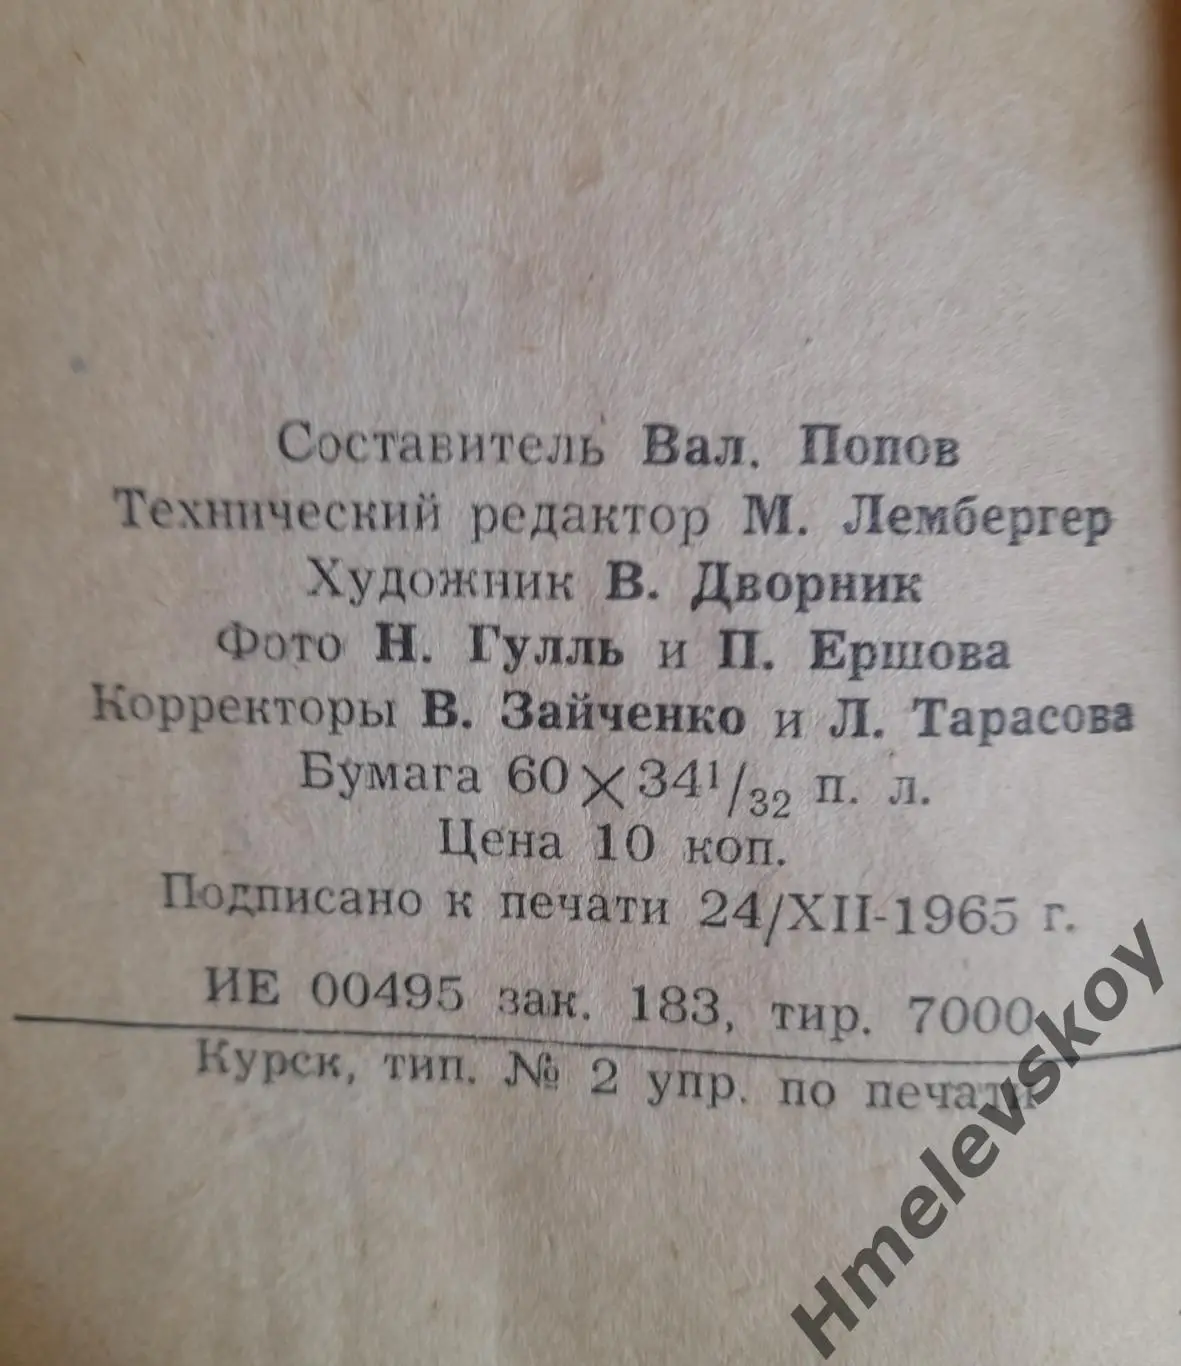 Составитель Вал. Попов
Технический редактор М. Лембергер
Художник В. Дворник
Фото Н. Гулль и П. Ершова
Корректоры В. Зайченко и Л. Тарасова
Бумага 60×34¹/₃₂ п. л.
Цена 10 коп.
Подписано к печати 24/XII-1965 г.
ИЕ 00495 зак. 183, тир. 7000
Курск, тип. № 2 упр. по печати
Hmelevskoy